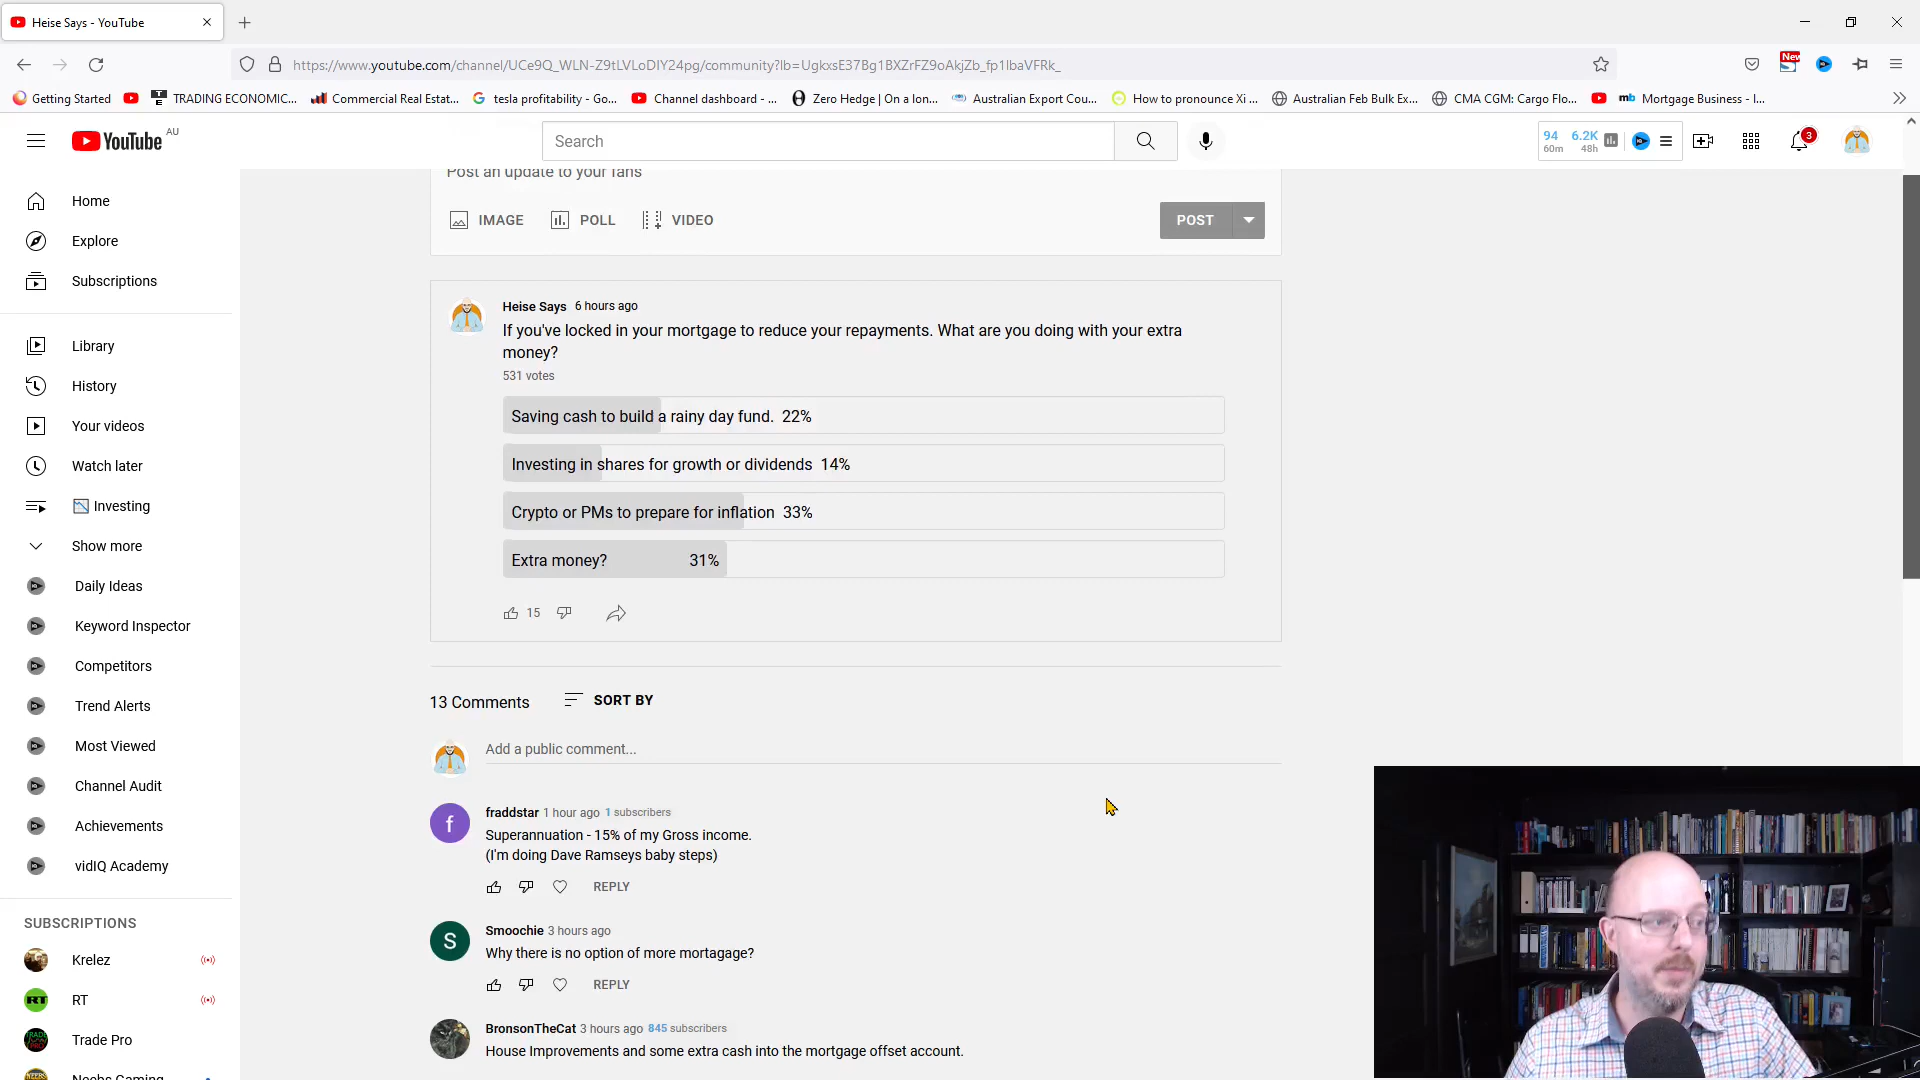 Heise Says - YouTube
https://www.youtube.com/channel/UCe9Q_WLN-Z9tLVLoDIY24pg/community?lb=UgkxsE37Bg1BXZrFZ9oAkjZb_fp1IbaVFRk_
New
Getting Started
TRADING ECONOMIC...
Commercial Real Estat...
tesla profitability - Go...
Channel dashboard - ...
Zero Hedge | On a lon...
Australian Export Cou...
How to pronounce Xi ...
Australian Feb Bulk Ex...
CMA CGM: Cargo Flo...
Mortgage Business - I...
YouTube AU
Search
94 60m
6.2K 48h
3
Home
Explore
Subscriptions
Library
History
Your videos
Watch later
Investing
Show more
Daily Ideas
Keyword Inspector
Competitors
Trend Alerts
Most Viewed
Channel Audit
Achievements
vidIQ Academy
SUBSCRIPTIONS
Krelez
RT
Trade Pro
Neebs Gaming
Post an update to your fans
IMAGE
POLL
VIDEO
POST
Heise Says 6 hours ago
If you've locked in your mortgage to reduce your repayments. What are you doing with your extra
money?
531 votes
Saving cash to build a rainy day fund. 22%
Investing in shares for growth or dividends 14%
Crypto or PMs to prepare for inflation 33%
Extra money? 31%
15
13 Comments
SORT BY
Add a public comment...
f
fraddstar 1 hour ago 1 subscribers
Superannuation - 15% of my Gross income.
(I'm doing Dave Ramseys baby steps)
REPLY
S
Smoochie 3 hours ago
Why there is no option of more mortagage?
REPLY
BronsonTheCat 3 hours ago 845 subscribers
House Improvements and some extra cash into the mortgage offset account.